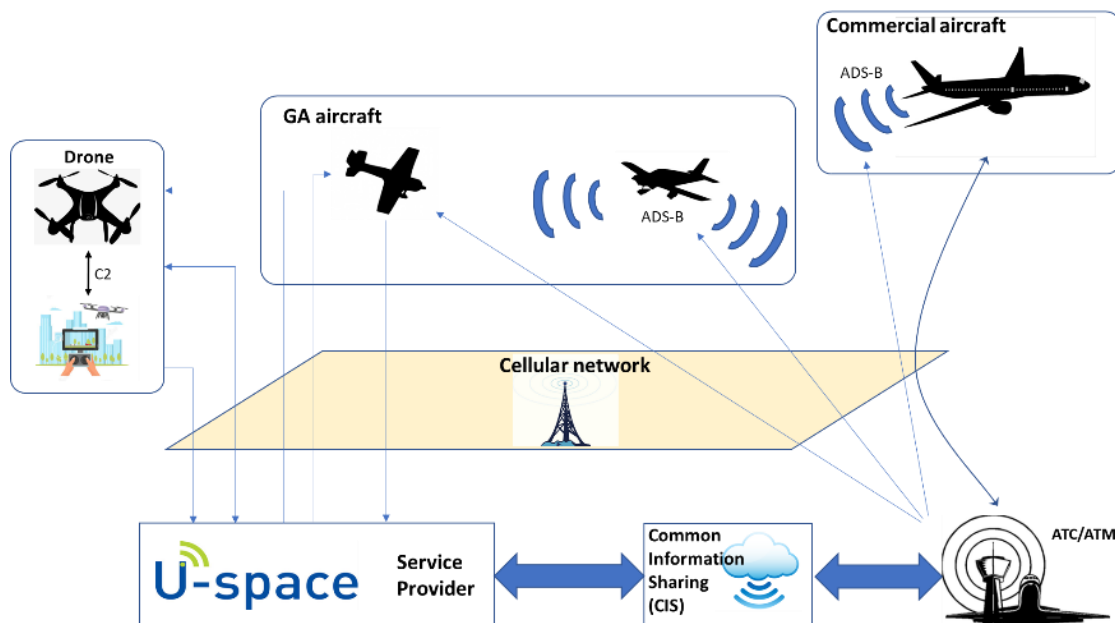 Commercial aircraft
ADS-B
GA aircraft
ADS-B
Drone
C2
Cellular network
U-space
Service
Provider
Common
Information
Sharing
(CIS)
ATC/ATM